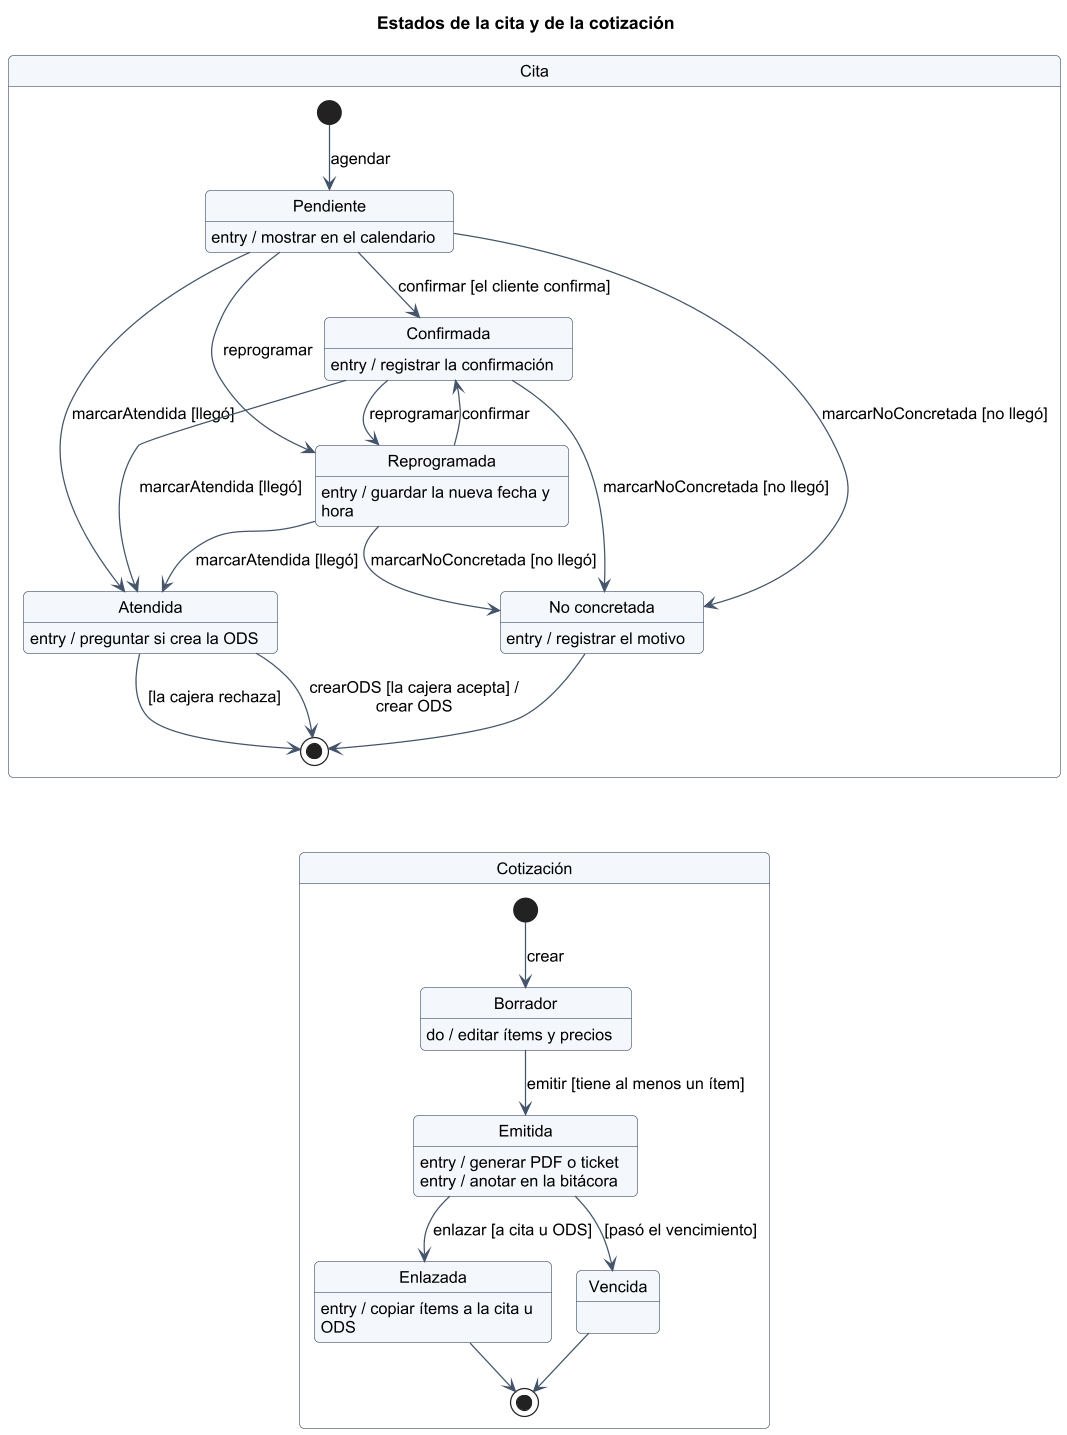 Estados de la cita y de la cotización
Cita
agendar
Pendiente
entry / mostrar en el calendario
confirmar [el cliente confirma]
Confirmada
entry / registrar la confirmación
reprogramar
marcarAtendida [llegó]
reprogramar
confirmar
marcarNoConcretada [no llegó]
Reprogramada
entry / guardar la nueva fecha y
hora
marcarAtendida [llegó]
marcarNoConcretada [no llegó]
marcarAtendida [llegó]
marcarNoConcretada [no llegó]
Atendida
entry / preguntar si crea la ODS
No concretada
entry / registrar el motivo
[la cajera rechaza]
crearODS [la cajera acepta] /
crear ODS
Cotización
crear
Borrador
do / editar ítems y precios
emitir [tiene al menos un ítem]
Emitida
entry / generar PDF o ticket
entry / anotar en la bitácora
enlazar [a cita u ODS]
[pasó el vencimiento]
Enlazada
entry / copiar ítems a la cita u
ODS
Vencida